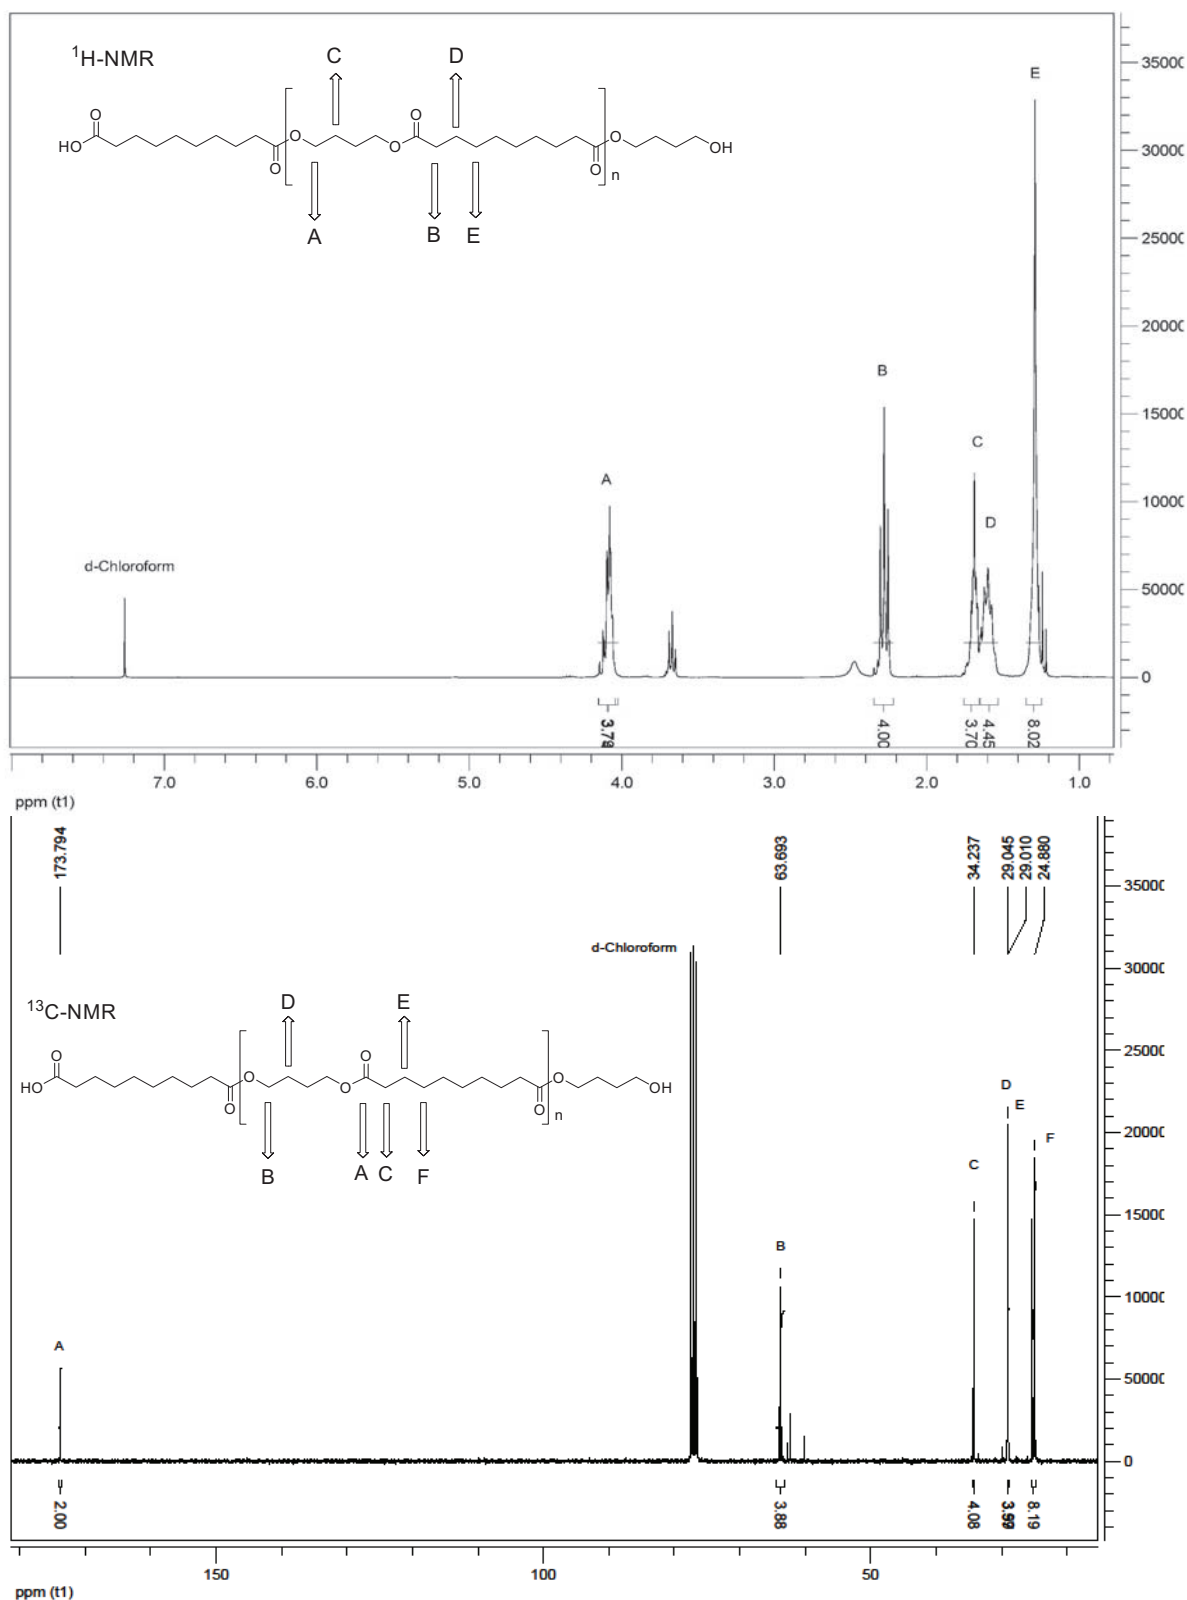 ¹H-NMR
C D
E
O O
HO O O O OH
O O n
A B E
B
C
A
D
d-Chloroform
35000
30000
25000
20000
15000
10000
50000
0
4.00
3.70
4.45
8.02
7.0 6.0 5.0 4.0 3.0 2.0 1.0
ppm (t1)
173.794
63.693
34.237
29.045
29.010
24.880
d-Chloroform
¹³C-NMR
D E
O O
HO O O O OH
O O n
B A C F
D
E
F
C
B
A
35000
30000
25000
20000
15000
10000
50000
0
2.00
3.88
4.08
8.19
150 100 50
ppm (t1)